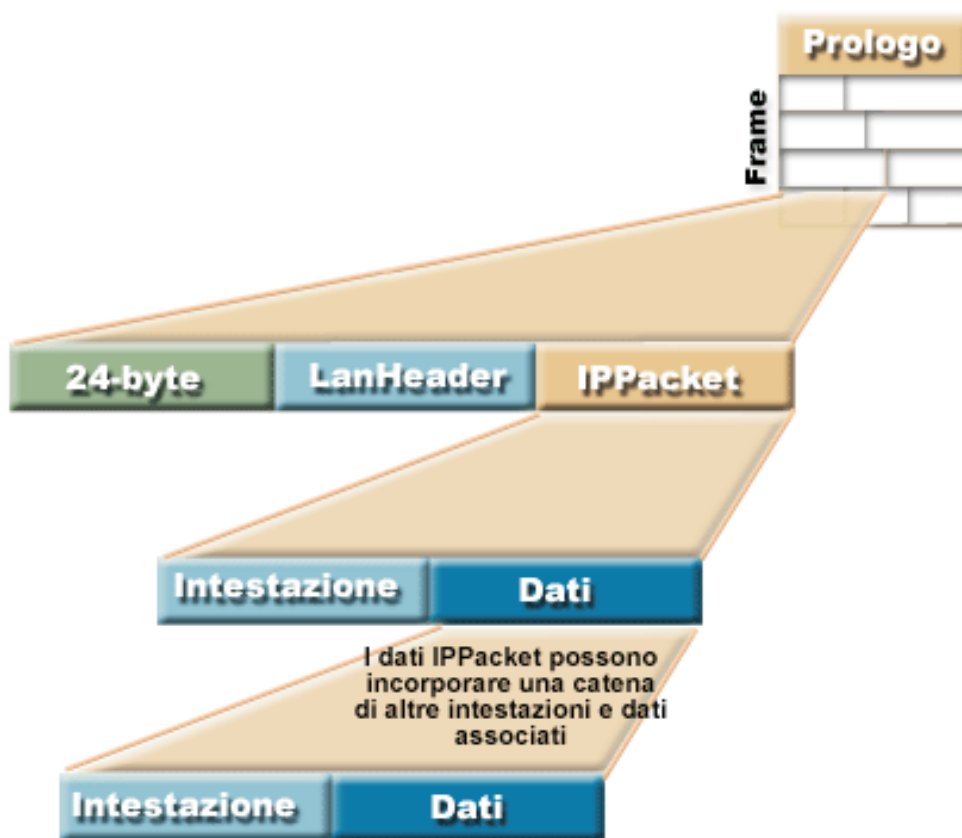 Prologo
Frame
24-byte
LanHeader
IPPacket
Intestazione
Dati
I dati IPPacket possono
incorporare una catena
di altre intestazioni e dati
associati
Intestazione
Dati